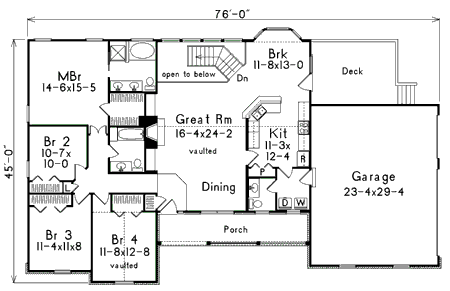 76'-0"
45'-0"
MBr
14-6x15-5
open to below
Dn
Brk
11-8x13-0
Deck
Great Rm
16-4x24-2
vaulted
Kit
11-3x
12-4
Br 2
10-7x
10-0
L
P
R
Garage
23-4x29-4
Dining
D W
Br 3
11-4x11x8
Br 4
11-8x12-8
vaulted
Porch